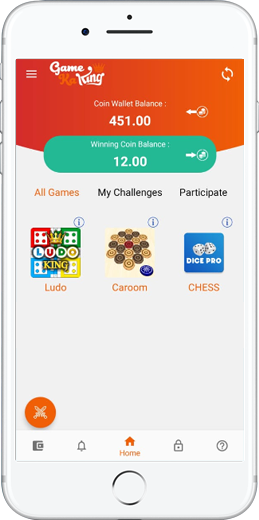 Game
Ka King
Coin Wallet Balance :
451.00
Winning Coin Balance :
12.00
All Games My Challenges Participate
LUDO
KING
DICE PRO
Ludo Caroom CHESS
Home